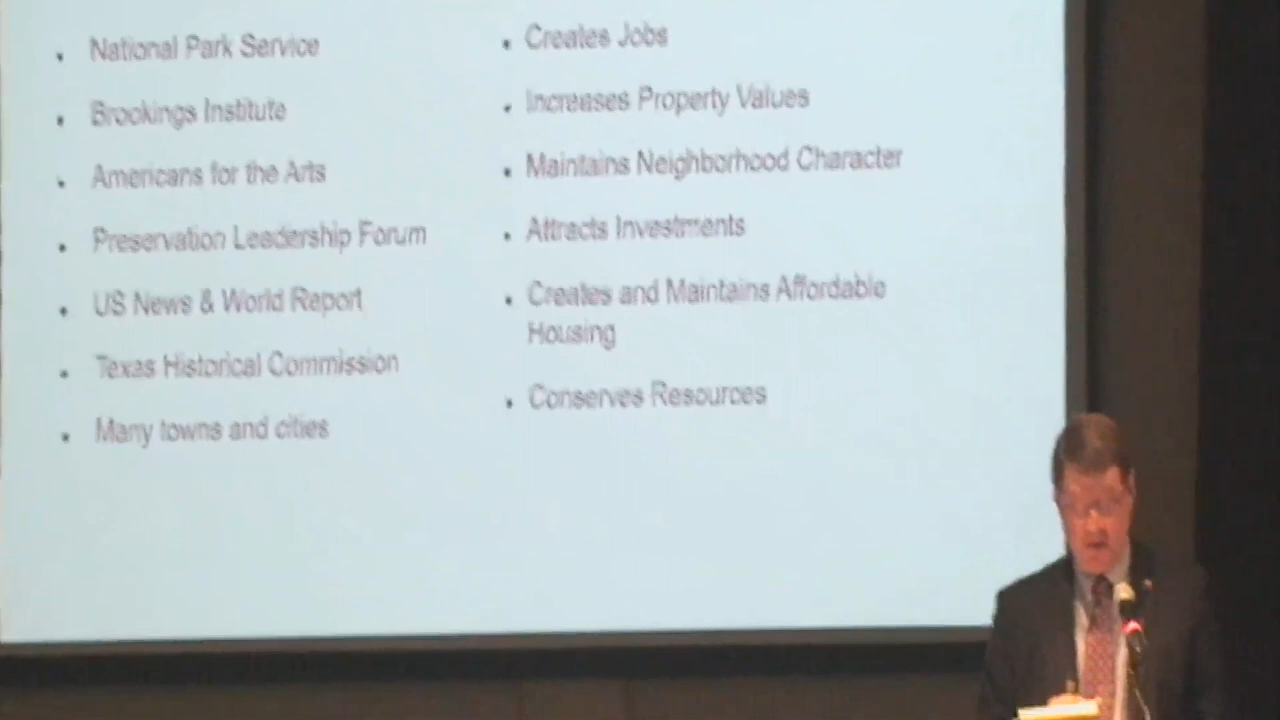 National Park Service
Brookings Institute
Americans for the Arts
Preservation Leadership Forum
US News & World Report
Texas Historical Commission
Many towns and cities
Creates Jobs
Increases Property Values
Maintains Neighborhood Character
Attracts Investments
Creates and Maintains Affordable
Housing
Conserves Resources